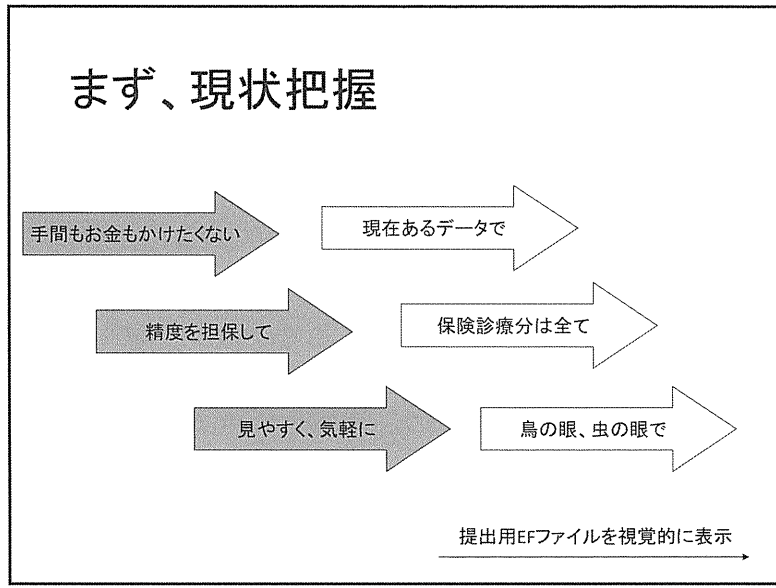 まず、現状把握
手間もお金もかけたくない
現在あるデータで
精度を担保して
保険診療分は全て
見やすく、気軽に
鳥の眼、虫の眼で
提出用EFファイルを視覚的に表示